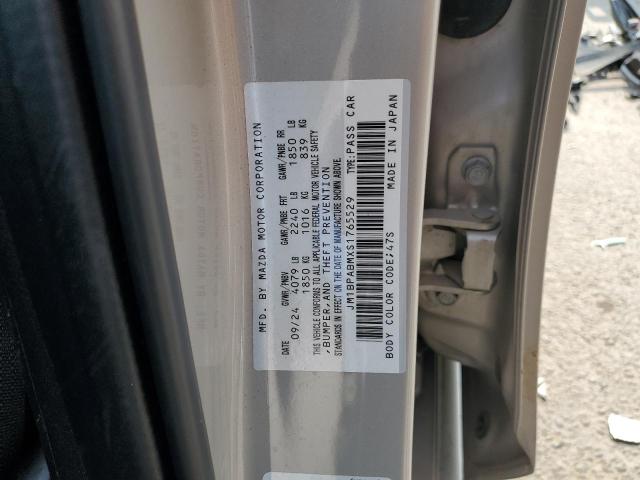 MFD. BY MAZDA MOTOR CORPORATION
DATE GVWR/PNBV GAWR/PNBE FRT GAWR/PNBE RR
09/24 4079 LB 2240 LB 1850 LB
1850 KG 1016 KG 839 KG
THIS VEHICLE CONFORMS TO ALL APPLICABLE FEDERAL MOTOR VEHICLE SAFETY
,BUMPER,AND THEFT PREVENTION
STANDARDS IN EFFECT ON THE DATE OF MANUFACTURE SHOWN ABOVE.
JM1BPABMXS1765529 TYPE:PASS CAR
BODY COLOR CODE:47S MADE IN JAPAN